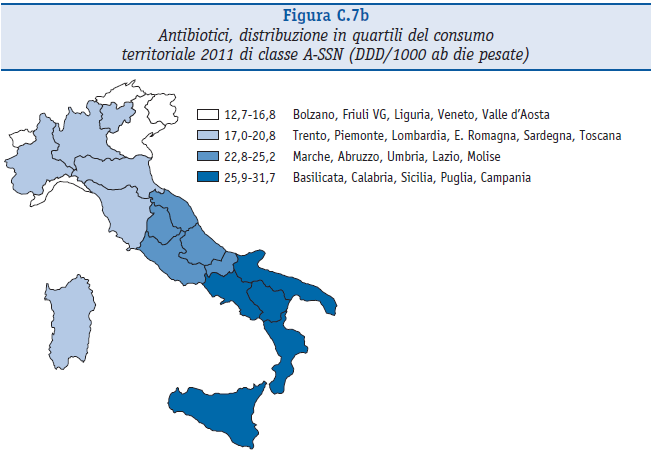 Figura C.7b
Antibiotici, distribuzione in quartili del consumo
territoriale 2011 di classe A-SSN (DDD/1000 ab die pesate)
12,7-16,8 Bolzano, Friuli VG, Liguria, Veneto, Valle d'Aosta
17,0-20,8 Trento, Piemonte, Lombardia, E. Romagna, Sardegna, Toscana
22,8-25,2 Marche, Abruzzo, Umbria, Lazio, Molise
25,9-31,7 Basilicata, Calabria, Sicilia, Puglia, Campania